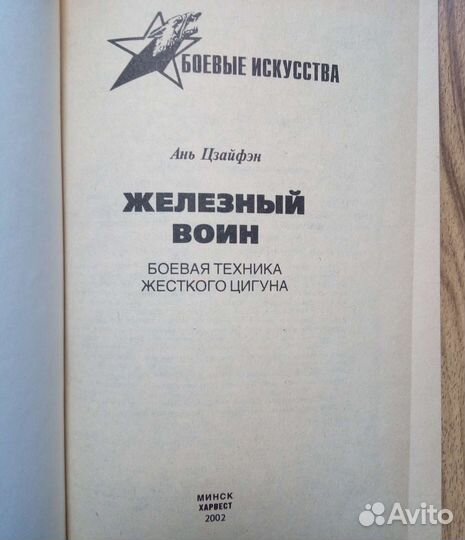 БОЕВЫЕ ИСКУССТВА
Ань Цзайфэн
ЖЕЛЕЗНЫЙ
ВОИН
БОЕВАЯ ТЕХНИКА
ЖЕСТКОГО ЦИГУНА
МИНСК
ХАРВЕСТ
2002
Avito